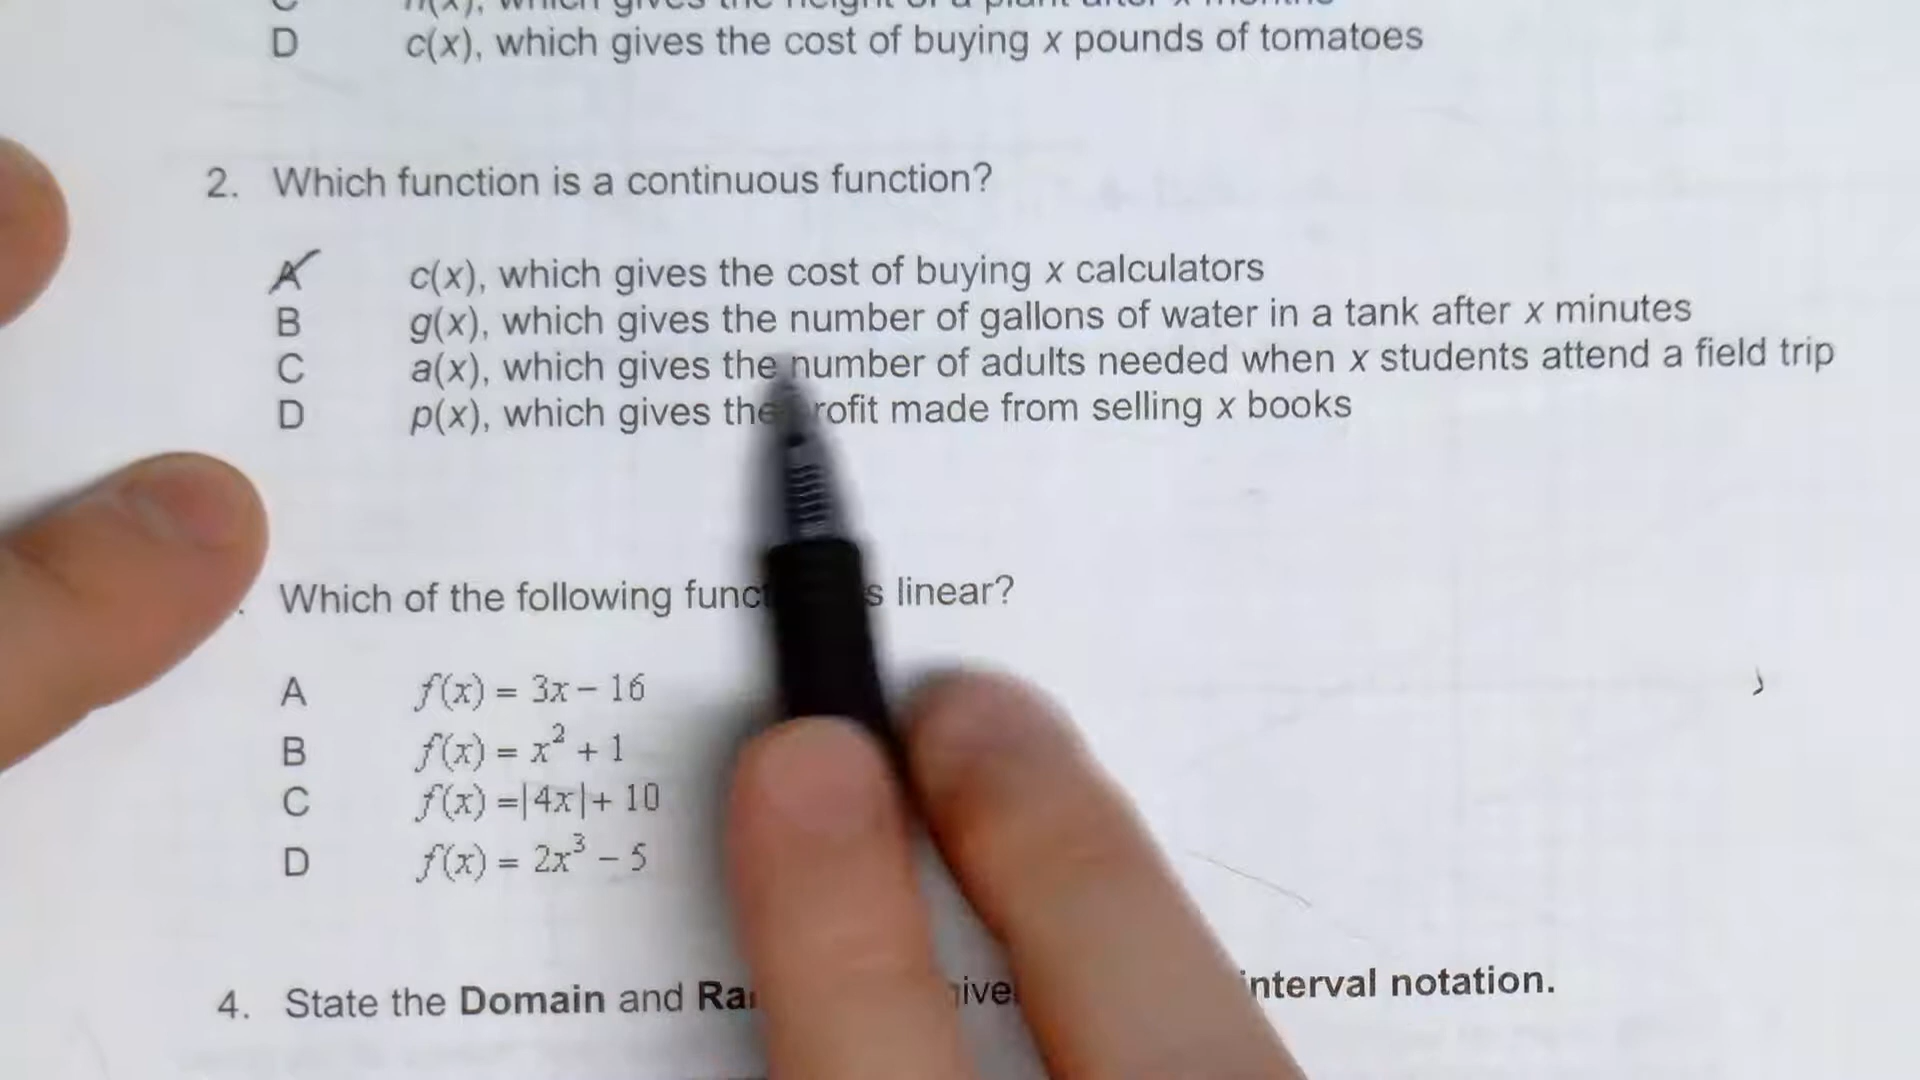 D c(x), which gives the cost of buying x pounds of tomatoes
2. Which function is a continuous function?
A c(x), which gives the cost of buying x calculators
B g(x), which gives the number of gallons of water in a tank after x minutes
C a(x), which gives the number of adults needed when x students attend a field trip
D p(x), which gives the rofit made from selling x books
Which of the following func s linear?
A f(x) = 3x – 16
B f(x) = x² + 1
C f(x) =|4x|+ 10
D f(x) = 2x³ – 5
4. State the Domain and Ra ive nterval notation.